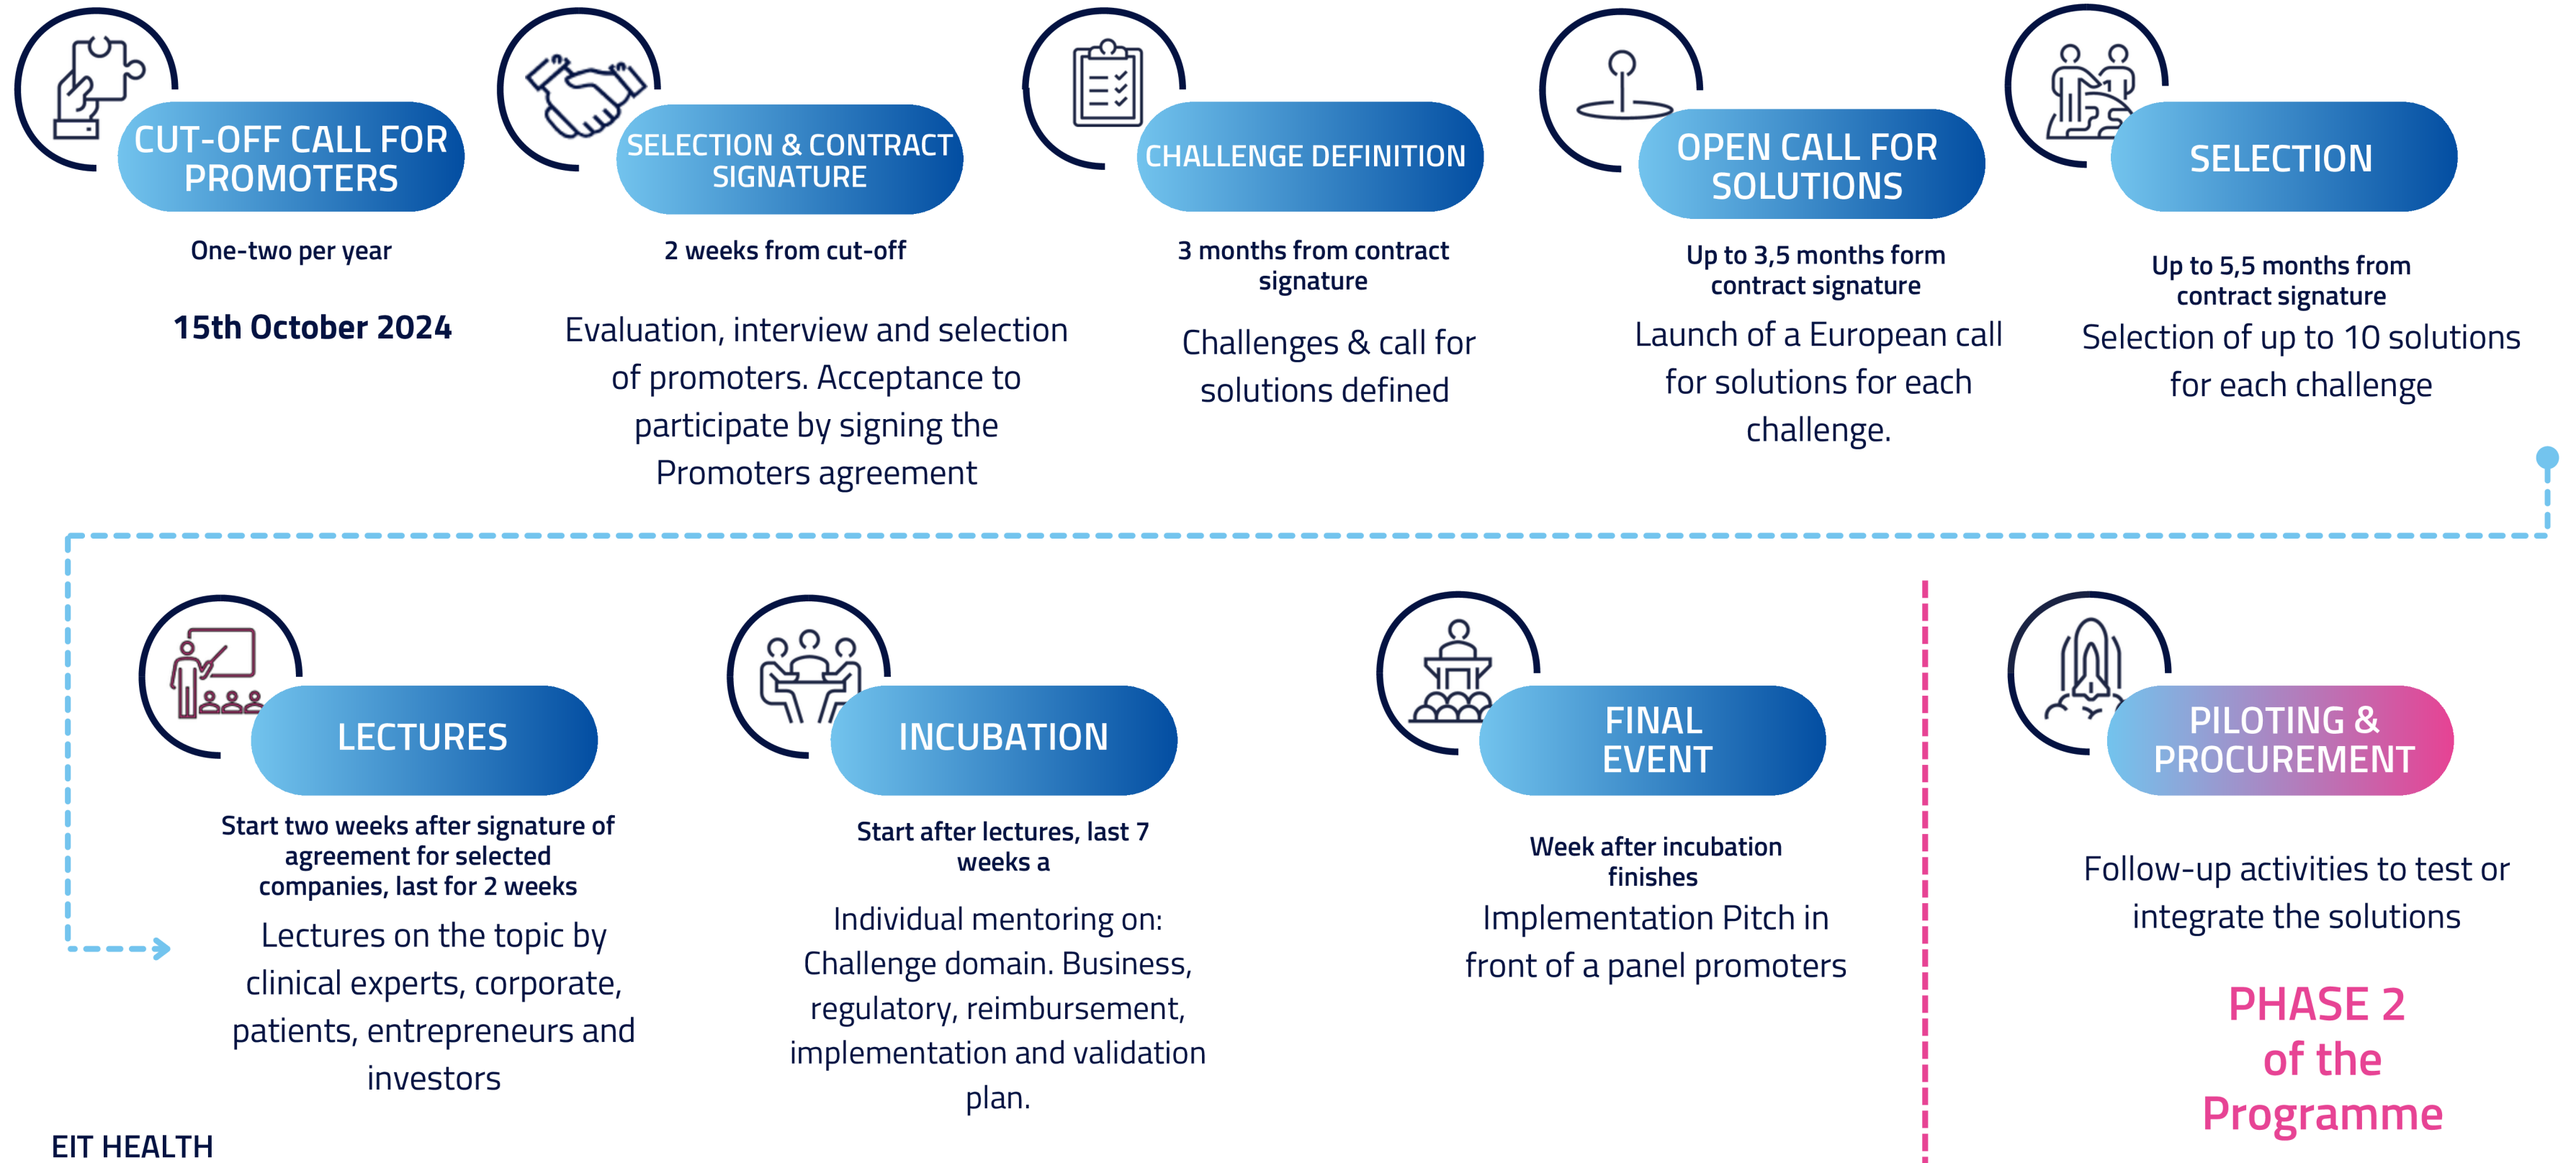 CUT-OFF CALL FOR
PROMOTERS
One-two per year
15th October 2024
SELECTION & CONTRACT
SIGNATURE
2 weeks from cut-off
Evaluation, interview and selection
of promoters. Acceptance to
participate by signing the
Promoters agreement
CHALLENGE DEFINITION
3 months from contract
signature
Challenges & call for
solutions defined
OPEN CALL FOR
SOLUTIONS
Up to 3,5 months form
contract signature
Launch of a European call
for solutions for each
challenge.
SELECTION
Up to 5,5 months from
contract signature
Selection of up to 10 solutions
for each challenge
LECTURES
Start two weeks after signature of
agreement for selected
companies, last for 2 weeks
Lectures on the topic by
clinical experts, corporate,
patients, entrepreneurs and
investors
INCUBATION
Start after lectures, last 7
weeks a
Individual mentoring on:
Challenge domain. Business,
regulatory, reimbursement,
implementation and validation
plan.
FINAL
EVENT
Week after incubation
finishes
Implementation Pitch in
front of a panel promoters
PILOTING &
PROCUREMENT
Follow-up activities to test or
integrate the solutions
PHASE 2
of the
Programme
EIT HEALTH